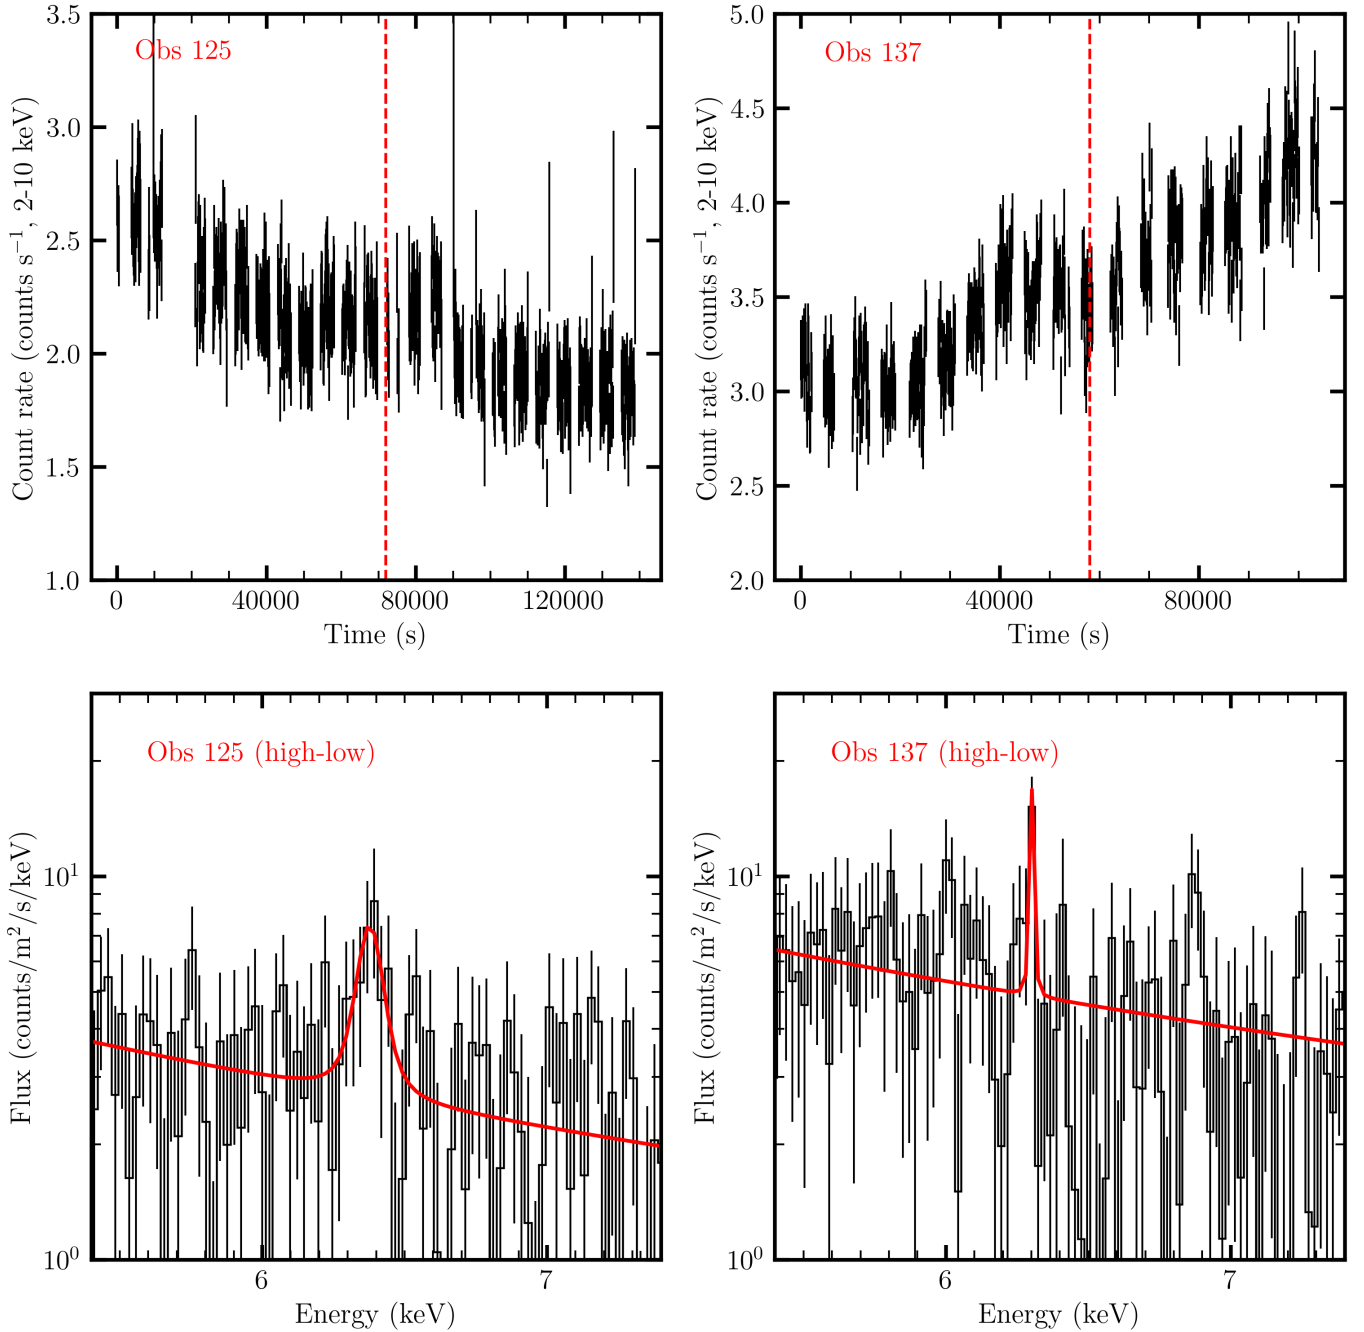 Obs 125
Count rate (counts s⁻¹, 2-10 keV)
3.5
3.0
2.5
2.0
1.5
1.0
0
40000
80000
120000
Time (s)
Obs 137
Count rate (counts s⁻¹, 2-10 keV)
5.0
4.5
4.0
3.5
3.0
2.5
2.0
0
40000
80000
Time (s)
Obs 125 (high-low)
Flux (counts/m²/s/keV)
10¹
10⁰
6
7
Energy (keV)
Obs 137 (high-low)
Flux (counts/m²/s/keV)
10¹
10⁰
6
7
Energy (keV)